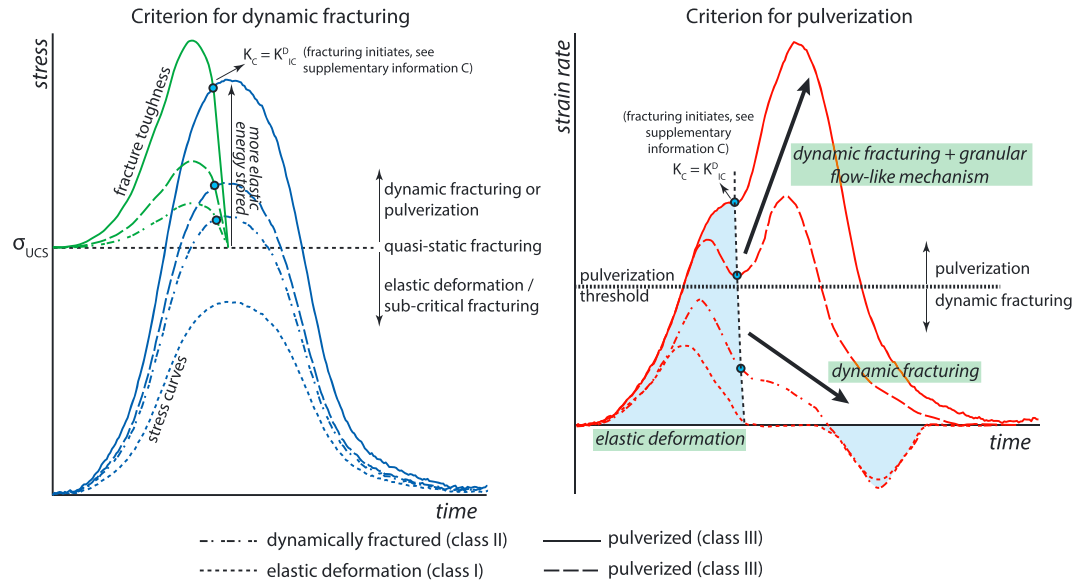 Criterion for dynamic fracturing
stress
K_C = K^D_IC (fracturing initiates, see
supplementary information C)
fracture toughness
more elastic
energy stored
dynamic fracturing or
pulverization
σ_UCS
quasi-static fracturing
elastic deformation /
sub-critical fracturing
stress curves
time
Criterion for pulverization
strain rate
(fracturing initiates, see
supplementary
information C)
K_C = K^D_IC
dynamic fracturing + granular
flow-like mechanism
pulverization
threshold
pulverization
dynamic fracturing
dynamic fracturing
elastic deformation
time
dynamically fractured (class II)
pulverized (class III)
elastic deformation (class I)
pulverized (class III)